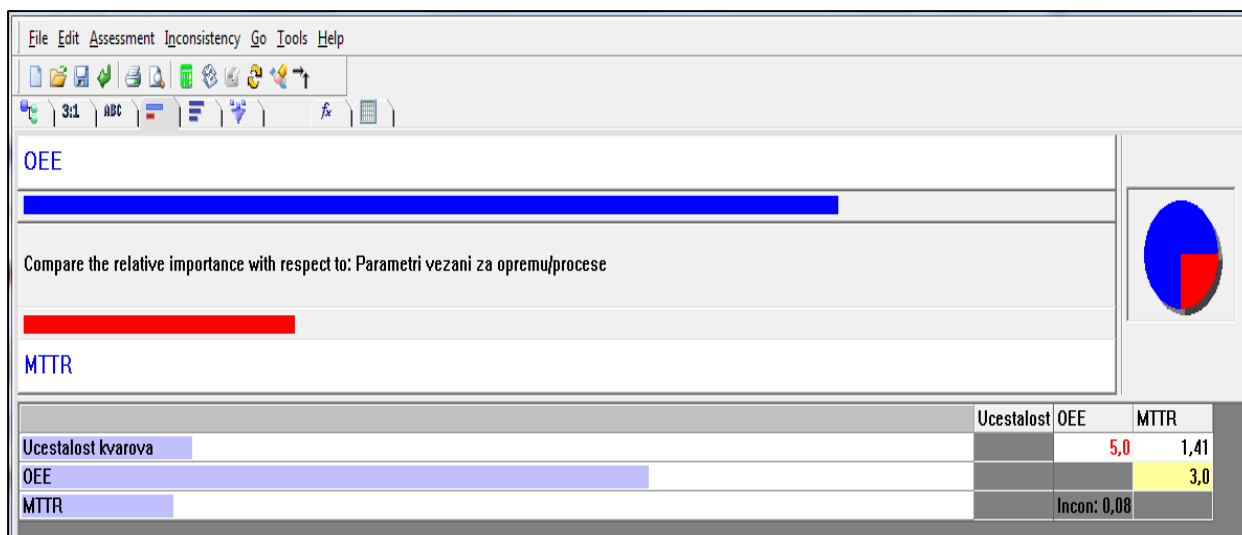 File Edit Assessment Inconsistency Go Tools Help
3:1 ABC fx
OEE
Compare the relative importance with respect to: Parametri vezani za opremu/procese
MTTR
Ucestalost OEE MTTR
Ucestalost kvarova 5,0 1,41
OEE 3,0
MTTR Incon: 0,08